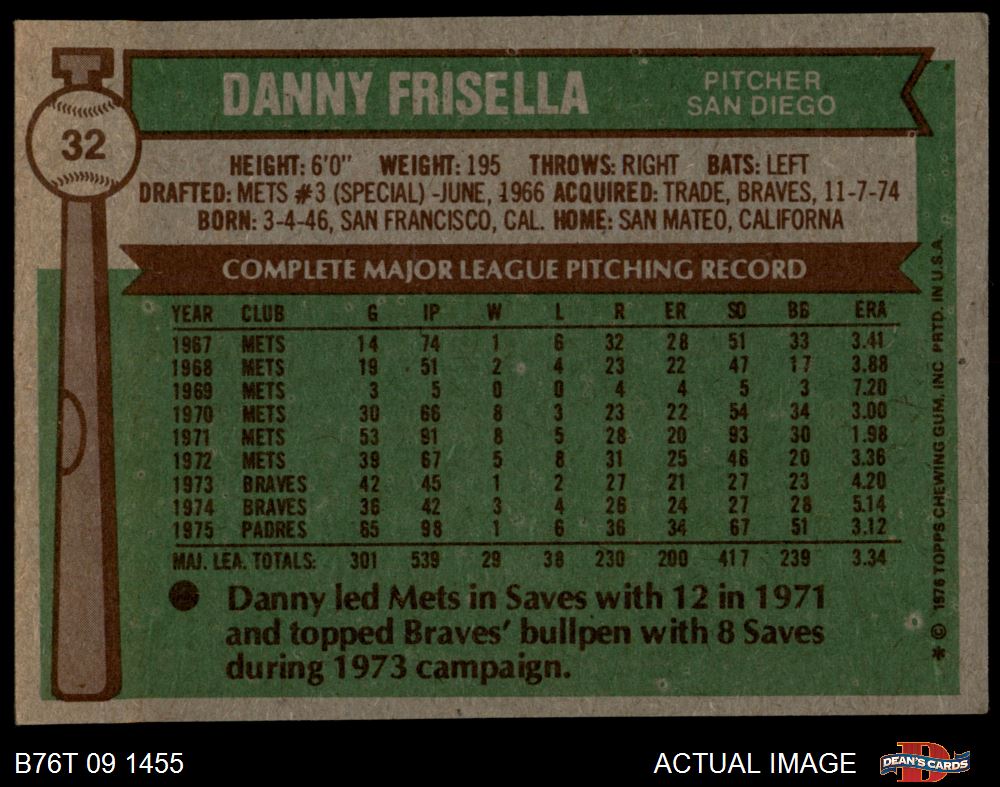 32
DANNY FRISELLA
PITCHER
SAN DIEGO
HEIGHT: 6'0" WEIGHT: 195 THROWS: RIGHT BATS: LEFT
DRAFTED: METS #3 (SPECIAL) -JUNE, 1966 ACQUIRED: TRADE, BRAVES, 11-7-74
BORN: 3-4-46, SAN FRANCISCO, CAL. HOME: SAN MATEO, CALIFORNA
COMPLETE MAJOR LEAGUE PITCHING RECORD
YEAR CLUB G IP W L R ER SO BB ERA
1967 METS 14 74 1 6 32 28 51 33 3.41
1968 METS 19 51 2 4 23 22 47 17 3.88
1969 METS 3 5 0 0 4 4 5 3 7.20
1970 METS 30 66 8 3 23 22 54 34 3.00
1971 METS 53 91 8 5 28 20 93 30 1.98
1972 METS 39 67 5 8 31 25 46 20 3.36
1973 BRAVES 42 45 1 2 27 21 27 23 4.20
1974 BRAVES 36 42 3 4 26 24 27 28 5.14
1975 PADRES 65 98 1 6 36 34 67 51 3.12
MAJ. LEA. TOTALS: 301 539 29 38 230 200 417 239 3.34
Danny led Mets in Saves with 12 in 1971
and topped Braves' bullpen with 8 Saves
during 1973 campaign.
* © 1976 TOPPS CHEWING GUM, INC PRTD. IN U.S.A.
B76T 09 1455
ACTUAL IMAGE
DEAN'S CARDS